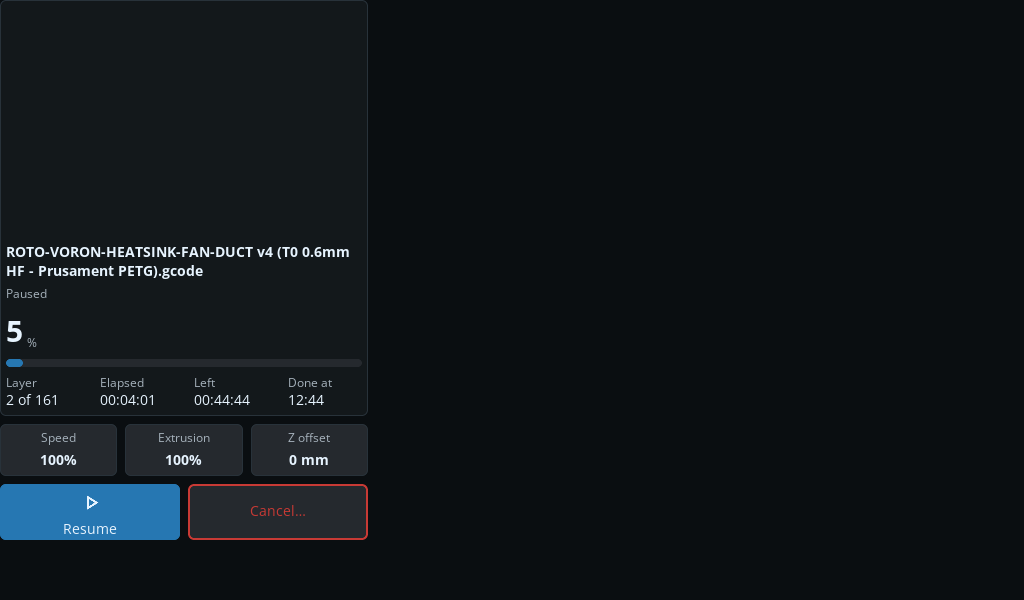 ROTO-VORON-HEATSINK-FAN-DUCT v4 (T0 0.6mm
HF - Prusament PETG).gcode
Paused
5 %
Layer Elapsed Left Done at
2 of 161 00:04:01 00:44:44 12:44
Speed Extrusion Z offset
100% 100% 0 mm
Resume Cancel...